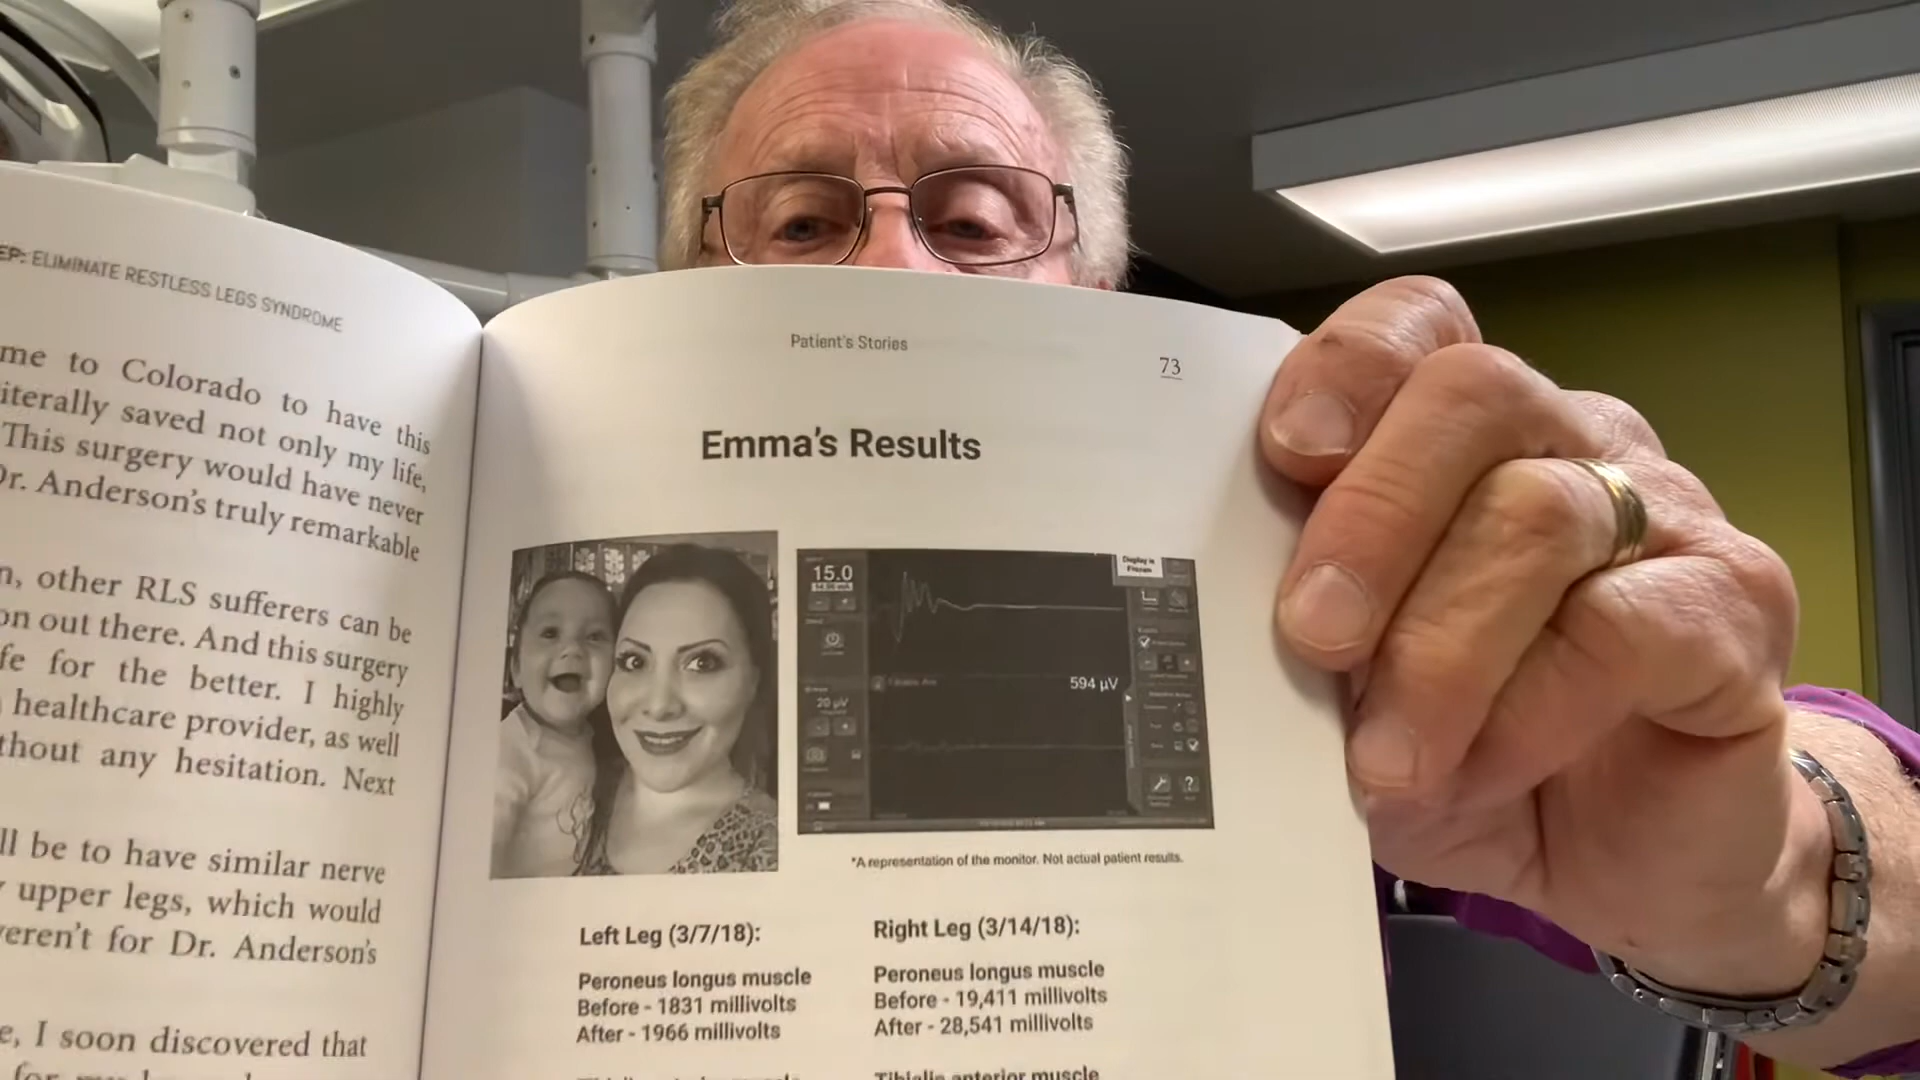 EP: ELIMINATE RESTLESS LEGS SYNDROME
me to Colorado to have this
iterally saved not only my life,
This surgery would have never
Dr. Anderson's truly remarkable
n, other RLS sufferers can be
on out there. And this surgery
fe for the better. I highly
healthcare provider, as well
thout any hesitation. Next
ll be to have similar nerve
upper legs, which would
veren't for Dr. Anderson's
e, I soon discovered that
Patient's Stories
73
Emma's Results
15.0
Display is
Frozen
594 µV
20 µV
*A representation of the monitor. Not actual patient results.
Left Leg (3/7/18):
Peroneus longus muscle
Before - 1831 millivolts
After - 1966 millivolts
Right Leg (3/14/18):
Peroneus longus muscle
Before - 19,411 millivolts
After - 28,541 millivolts
Tibialis anterior muscle